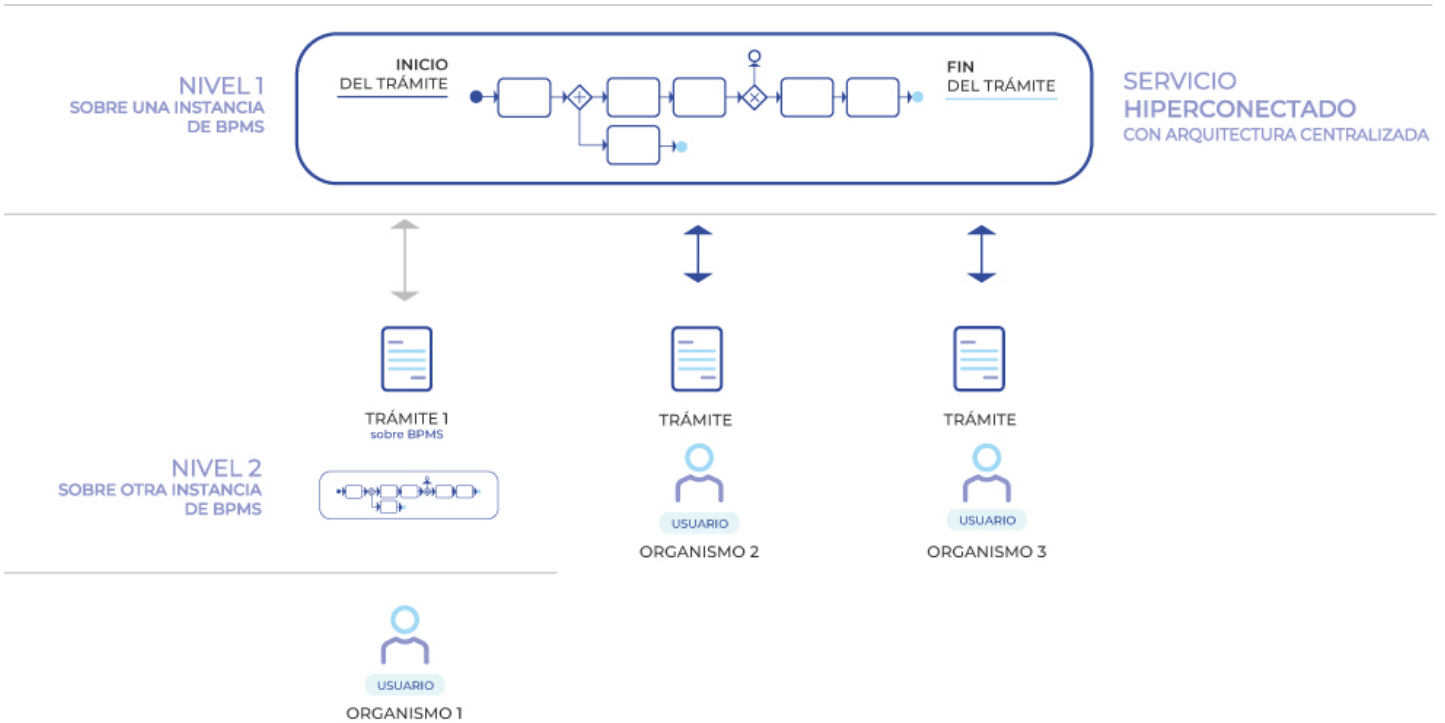 NIVEL 1
SOBRE UNA INSTANCIA
DE BPMS
INICIO
DEL TRÁMITE
FIN
DEL TRÁMITE
SERVICIO
HIPERCONECTADO
CON ARQUITECTURA CENTRALIZADA
TRÁMITE 1
sobre BPMS
TRÁMITE
TRÁMITE
NIVEL 2
SOBRE OTRA INSTANCIA
DE BPMS
USUARIO
ORGANISMO 2
USUARIO
ORGANISMO 3
USUARIO
ORGANISMO 1